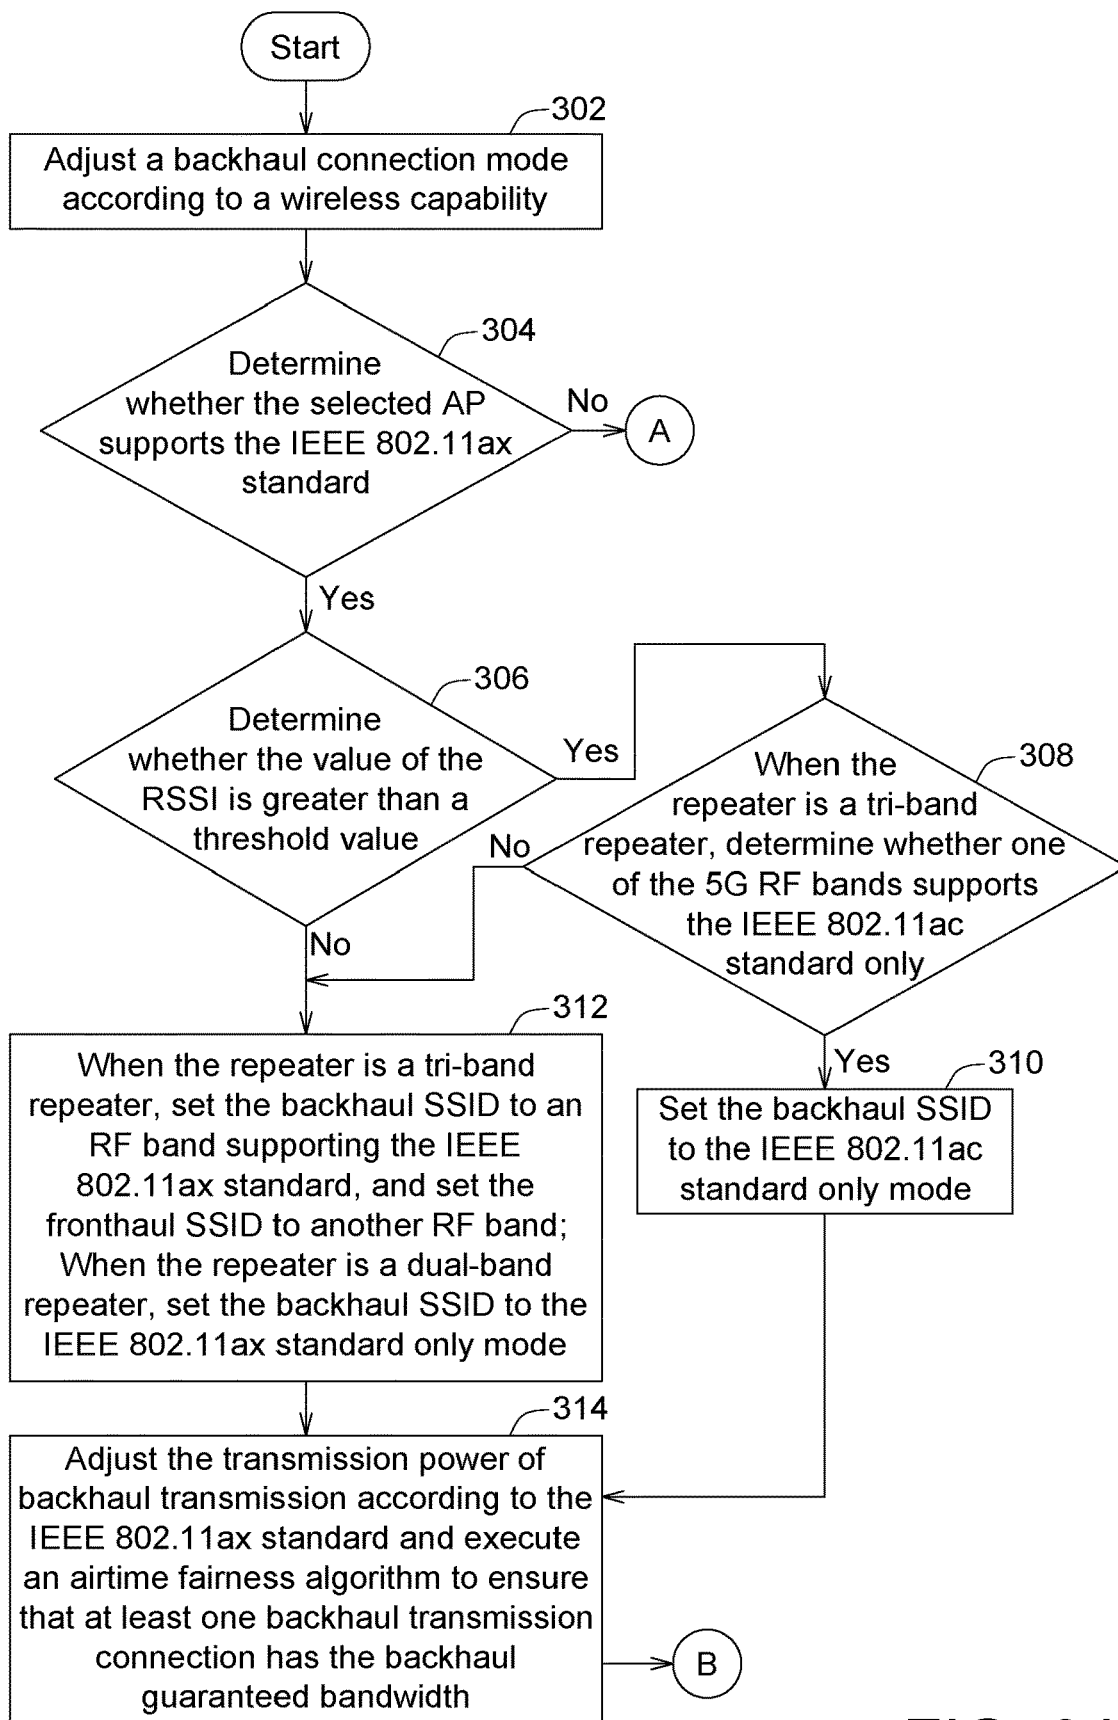 Start
302
Adjust a backhaul connection mode
according to a wireless capability
304
Determine
whether the selected AP
supports the IEEE 802.11ax
standard
No
A
Yes
306
Determine
whether the value of the
RSSI is greater than a
threshold value
Yes
308
When the
repeater is a tri-band
repeater, determine whether one
of the 5G RF bands supports
the IEEE 802.11ac
standard only
No
No
312
When the repeater is a tri-band
repeater, set the backhaul SSID to an
RF band supporting the IEEE
802.11ax standard, and set the
fronthaul SSID to another RF band;
When the repeater is a dual-band
repeater, set the backhaul SSID to the
IEEE 802.11ax standard only mode
Yes
310
Set the backhaul SSID
to the IEEE 802.11ac
standard only mode
314
Adjust the transmission power of
backhaul transmission according to the
IEEE 802.11ax standard and execute
an airtime fairness algorithm to ensure
that at least one backhaul transmission
connection has the backhaul
guaranteed bandwidth
B